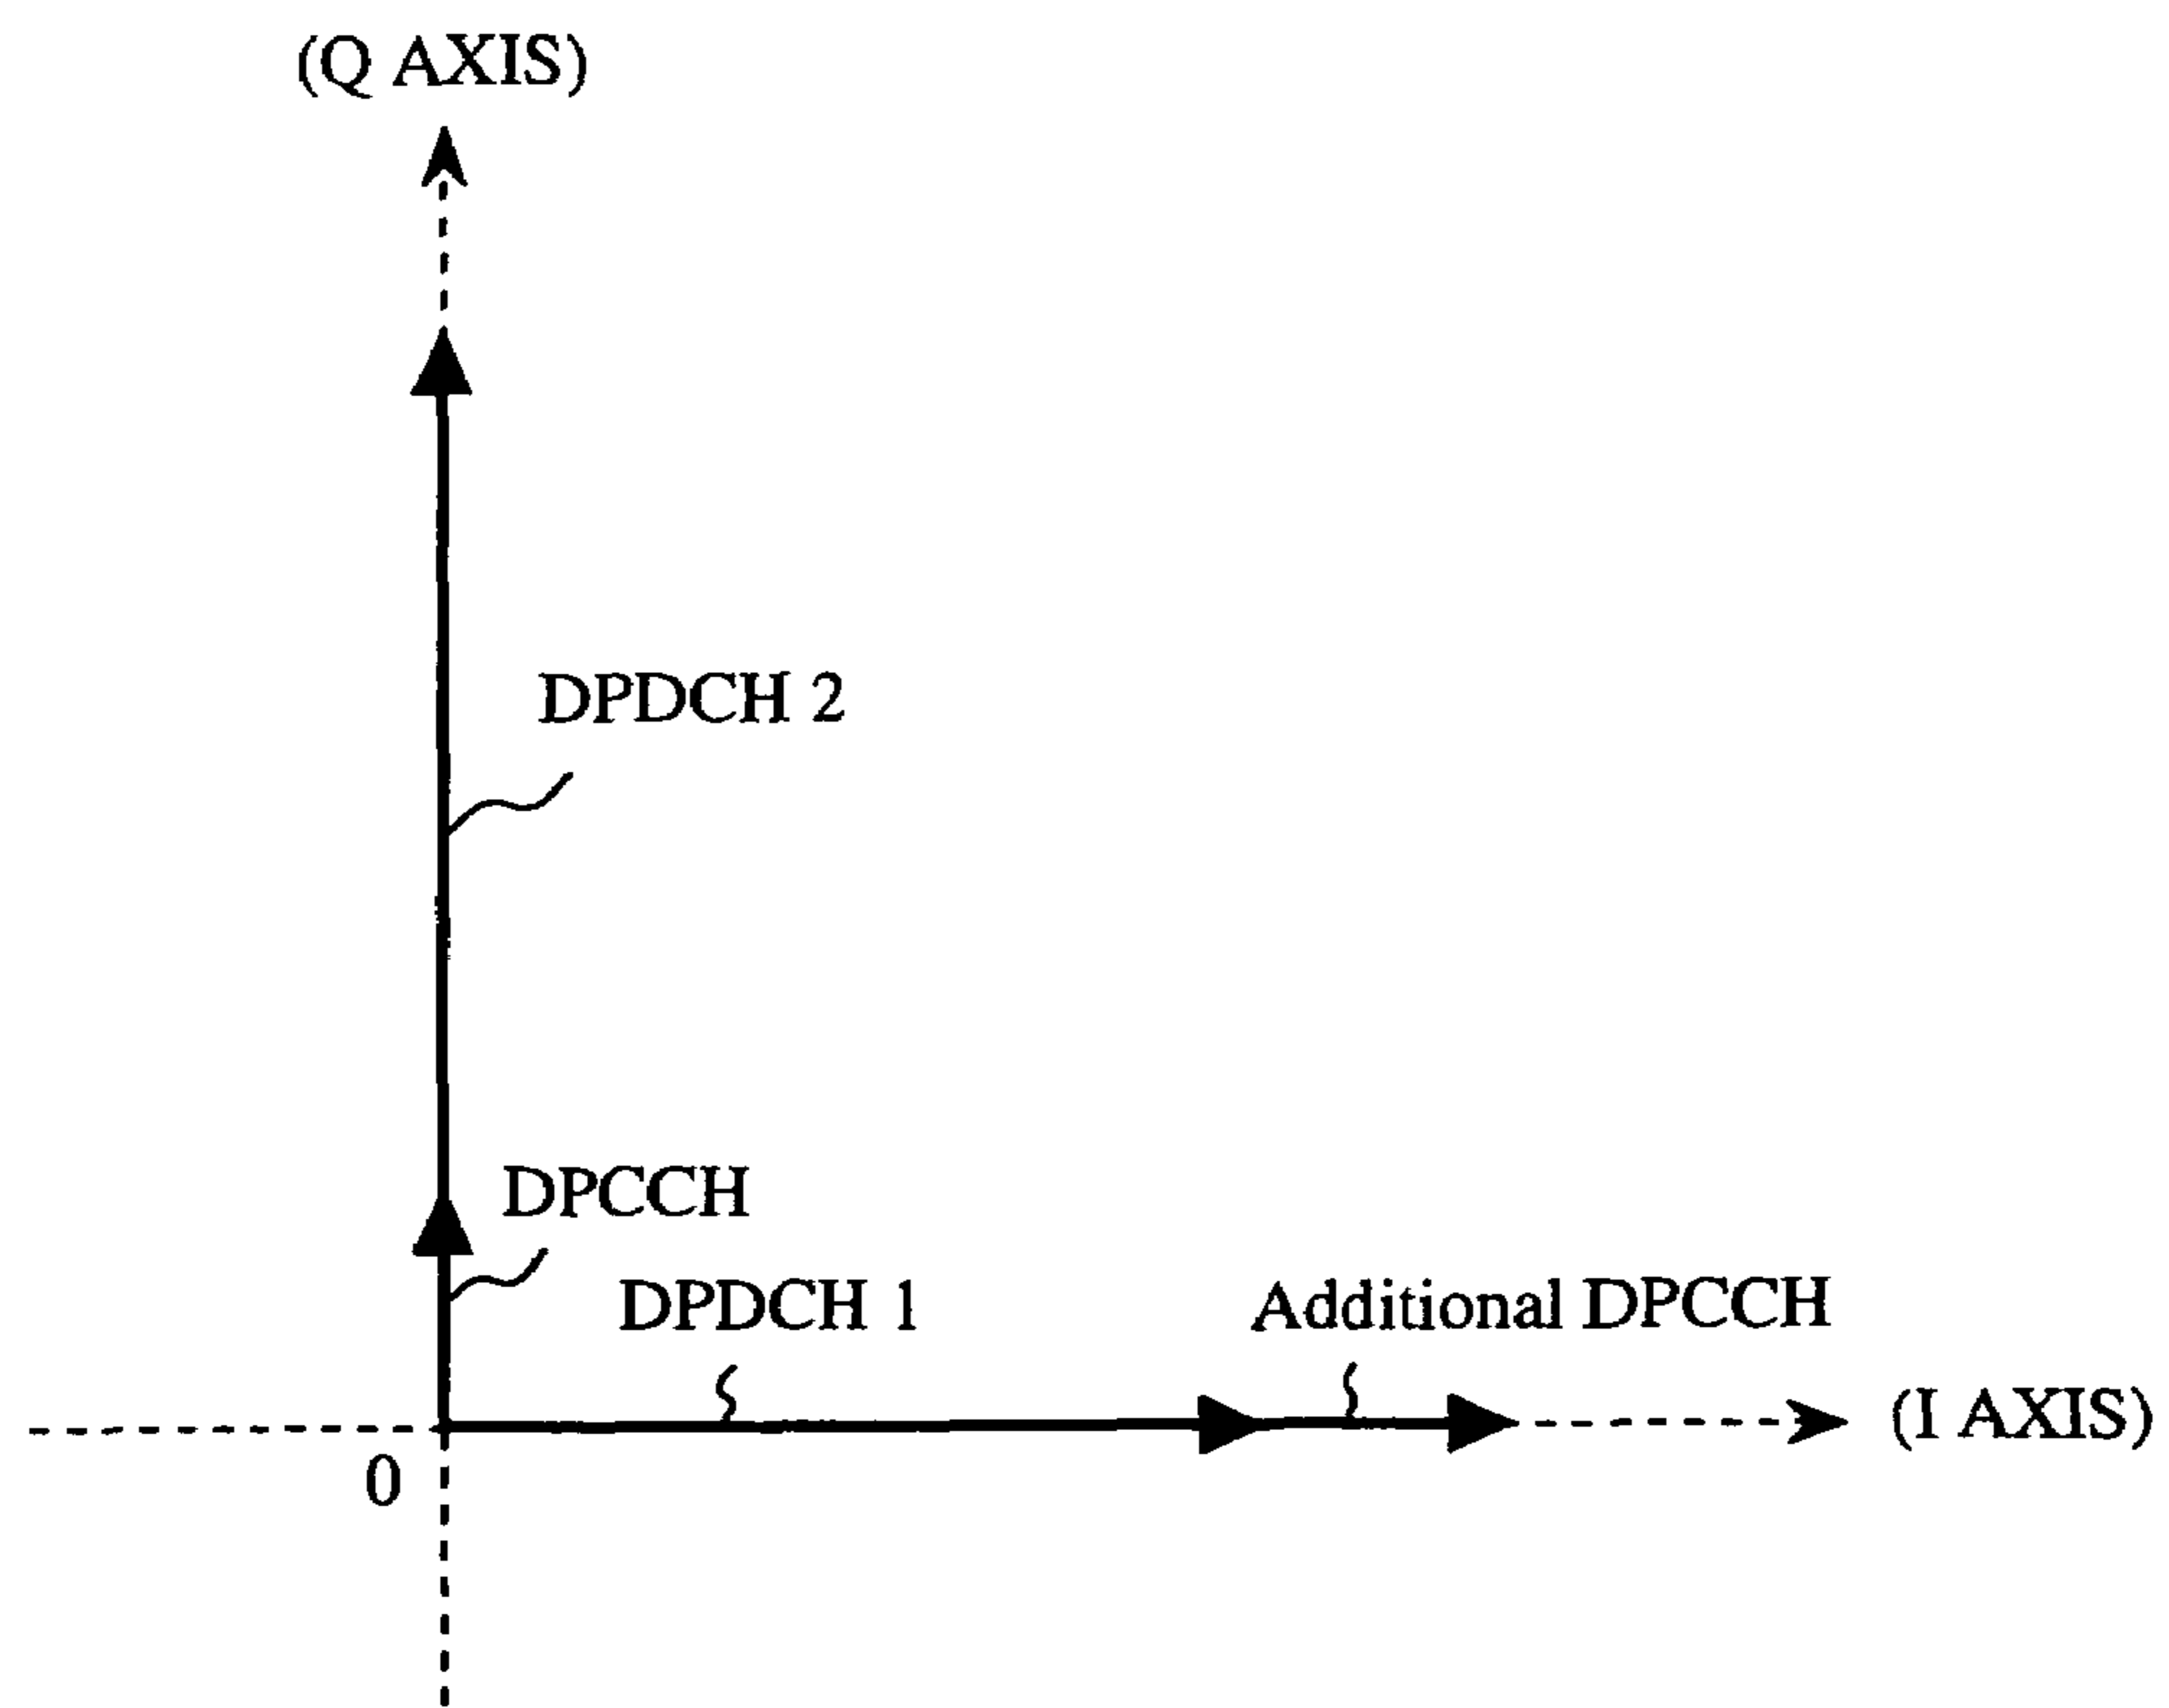 (Q AXIS)
DPDCH 2
DPCCH
DPDCH 1
Additional DPCCH
(I AXIS)
0